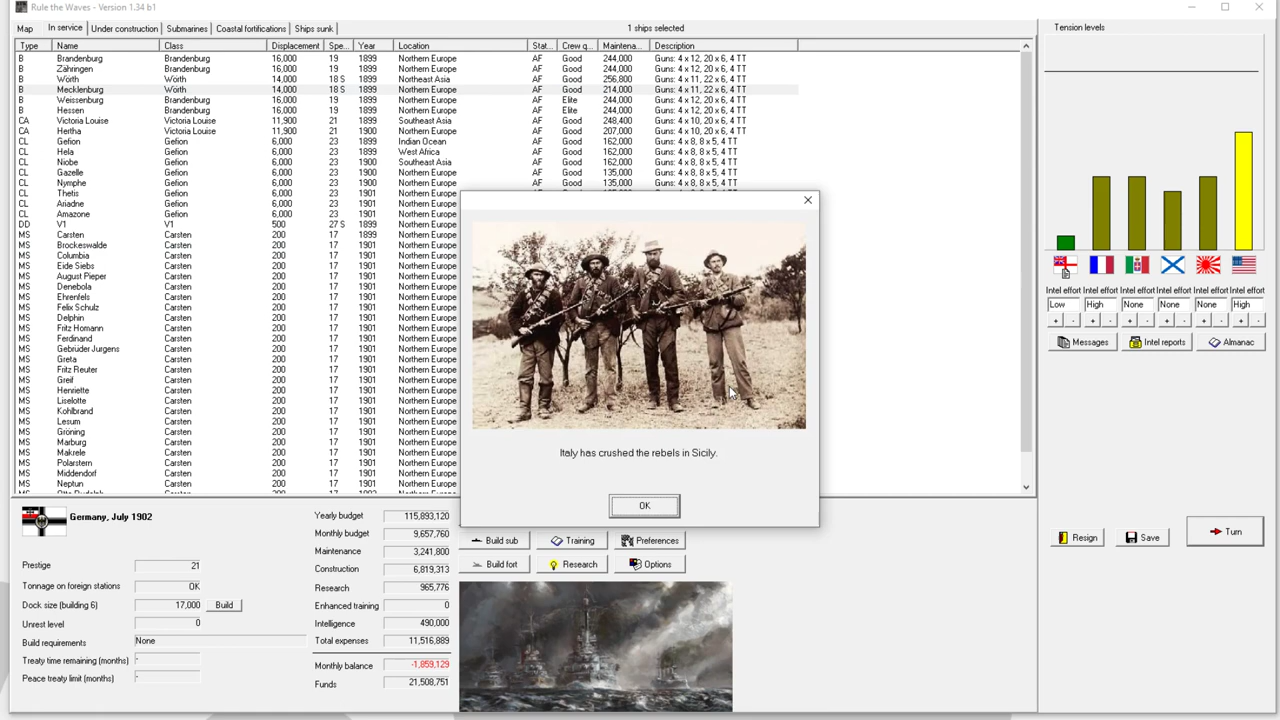 Rule the Waves - Version 1.34 b1
Map In service Under construction Submarines Coastal fortifications Ships sunk 1 ships selected
Type Name Class Displacement Spe... Year Location Stat... Crew q... Maintena... Description
B Brandenburg Brandenburg 16,000 19 1899 Northern Europe AF Good 244,000 Guns: 4 x 12, 20 x 6, 4 TT
B Zähringen Brandenburg 16,000 19 1899 Northern Europe AF Good 244,000 Guns: 4 x 12, 20 x 6, 4 TT
B Wörth Wörth 14,000 18 S 1899 Northeast Asia AF Good 256,800 Guns: 4 x 11, 22 x 6, 4 TT
B Mecklenburg Wörth 14,000 18 S 1899 Northern Europe AF Good 214,000 Guns: 4 x 11, 22 x 6, 4 TT
B Weissenburg Brandenburg 16,000 19 1899 Northern Europe AF Elite 244,000 Guns: 4 x 12, 20 x 6, 4 TT
B Hessen Brandenburg 16,000 19 1899 Northern Europe AF Elite 244,000 Guns: 4 x 12, 20 x 6, 4 TT
CA Victoria Louise Victoria Louise 11,900 21 1899 Southeast Asia AF Good 248,400 Guns: 4 x 10, 20 x 6, 4 TT
CA Hertha Victoria Louise 11,900 21 1900 Northern Europe AF Good 207,000 Guns: 4 x 10, 20 x 6, 4 TT
CL Gefion Gefion 6,000 23 1899 Indian Ocean AF Good 162,000 Guns: 4 x 8, 8 x 5, 4 TT
CL Hela Gefion 6,000 23 1899 West Africa AF Good 162,000 Guns: 4 x 8, 8 x 5, 4 TT
CL Niobe Gefion 6,000 23 1900 Southeast Asia AF Good 162,000 Guns: 4 x 8, 8 x 5, 4 TT
CL Gazelle Gefion 6,000 23 1900 Northern Europe AF Good 135,000 Guns: 4 x 8, 8 x 5, 4 TT
CL Nymphe Gefion 6,000 23 1900 Northern Europe AF Good 135,000 Guns: 4 x 8, 8 x 5, 4 TT
CL Thetis Gefion 6,000 23 1900 Northern Europe
CL Ariadne Gefion 6,000 23 1900 Northern Europe
CL Amazone Gefion 6,000 23 1900 Northern Europe
DD V1 V1 500 27 S 1899 Northern Europe
MS Carsten Carsten 200 17 1901 Northern Europe
MS Brockeswalde Carsten 200 17 1901 Northern Europe
MS Columbia Carsten 200 17 1901 Northern Europe
MS Eide Siebs Carsten 200 17 1901 Northern Europe
MS August Pieper Carsten 200 17 1901 Northern Europe
MS Denebola Carsten 200 17 1901 Northern Europe
MS Ehrenfels Carsten 200 17 1901 Northern Europe
MS Felix Schulz Carsten 200 17 1901 Northern Europe
MS Delphin Carsten 200 17 1901 Northern Europe
MS Fritz Homann Carsten 200 17 1901 Northern Europe
MS Ferdinand Carsten 200 17 1901 Northern Europe
MS Gebrüder Jurgens Carsten 200 17 1901 Northern Europe
MS Greta Carsten 200 17 1901 Northern Europe
MS Fritz Reuter Carsten 200 17 1901 Northern Europe
MS Greif Carsten 200 17 1901 Northern Europe
MS Henriette Carsten 200 17 1901 Northern Europe
MS Liselotte Carsten 200 17 1901 Northern Europe
MS Kohlbrand Carsten 200 17 1901 Northern Europe
MS Lesum Carsten 200 17 1901 Northern Europe
MS Gröning Carsten 200 17 1901 Northern Europe
MS Marburg Carsten 200 17 1901 Northern Europe
MS Makrele Carsten 200 17 1901 Northern Europe
MS Polarstern Carsten 200 17 1901 Northern Europe
MS Middendorf Carsten 200 17 1901 Northern Europe
MS Neptun Carsten 200 17 1901 Northern Europe
Italy has crushed the rebels in Sicily.
OK
Tension levels
Intel effort Intel effort Intel effort Intel effort Intel effort Intel effort
Low High None None None High
+ - + - + - + - + - + -
Messages Intel reports Almanac
Resign Save Turn
Germany, July 1902
Prestige 21
Tonnage on foreign stations OK
Dock size (building 6) 17,000 Build
Unrest level 0
Build requirements None
Treaty time remaining (months) -
Peace treaty limit (months) -
Yearly budget 115,893,120
Monthly budget 9,657,760
Maintenance 3,241,800
Construction 6,819,313
Research 965,776
Enhanced training 0
Intelligence 490,000
Total expenses 11,516,889
Monthly balance -1,859,129
Funds 21,508,751
Build sub Training Preferences
Build fort Research Options